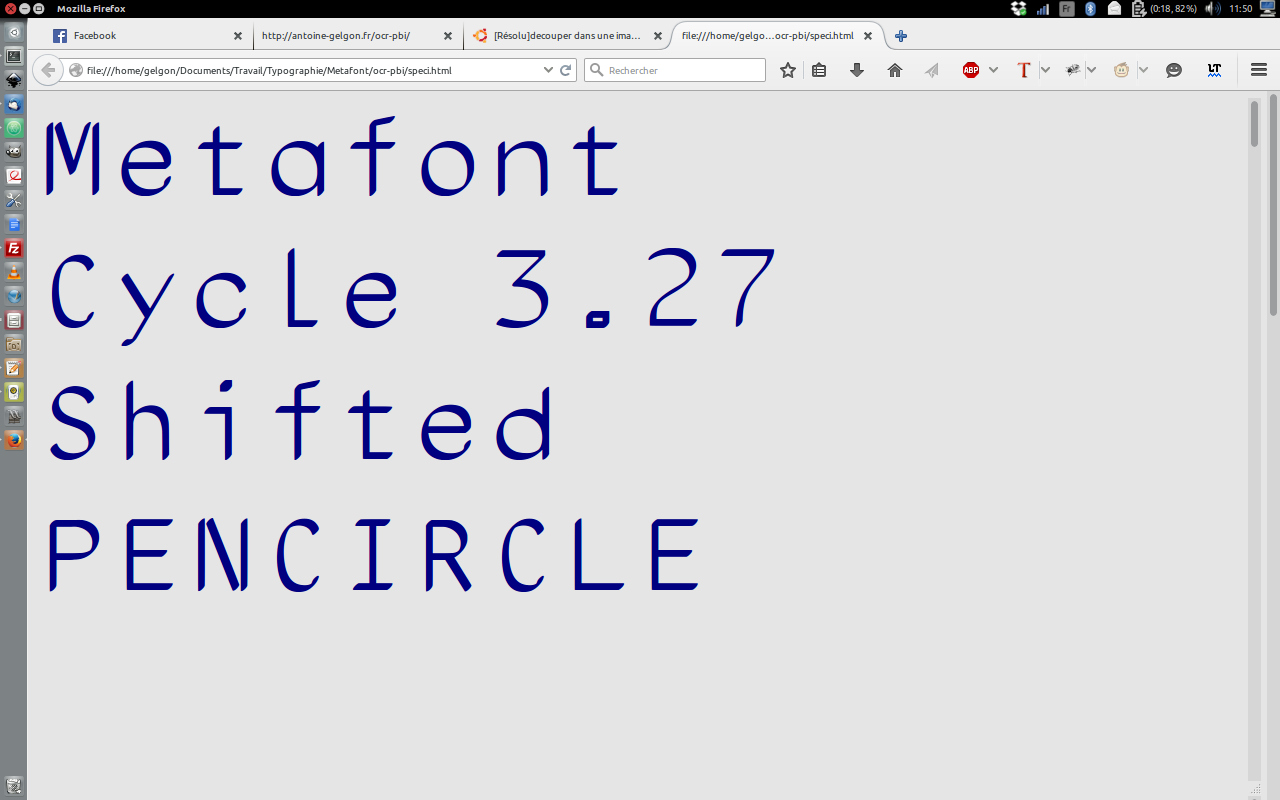 Mozilla Firefox
Fr
(0:18, 82%)
11:50
Facebook
http://antoine-gelgon.fr/ocr-pbi/
[Résolu]decouper dans une ima...
file:///home/gelgo...ocr-pbi/speci.html
file:///home/gelgon/Documents/Travail/Typographie/Metafont/ocr-pbi/speci.html
Rechercher
ABP
T
LT
Metafont
Cycle 3.27
Shifted
PENCIRCLE
Fz